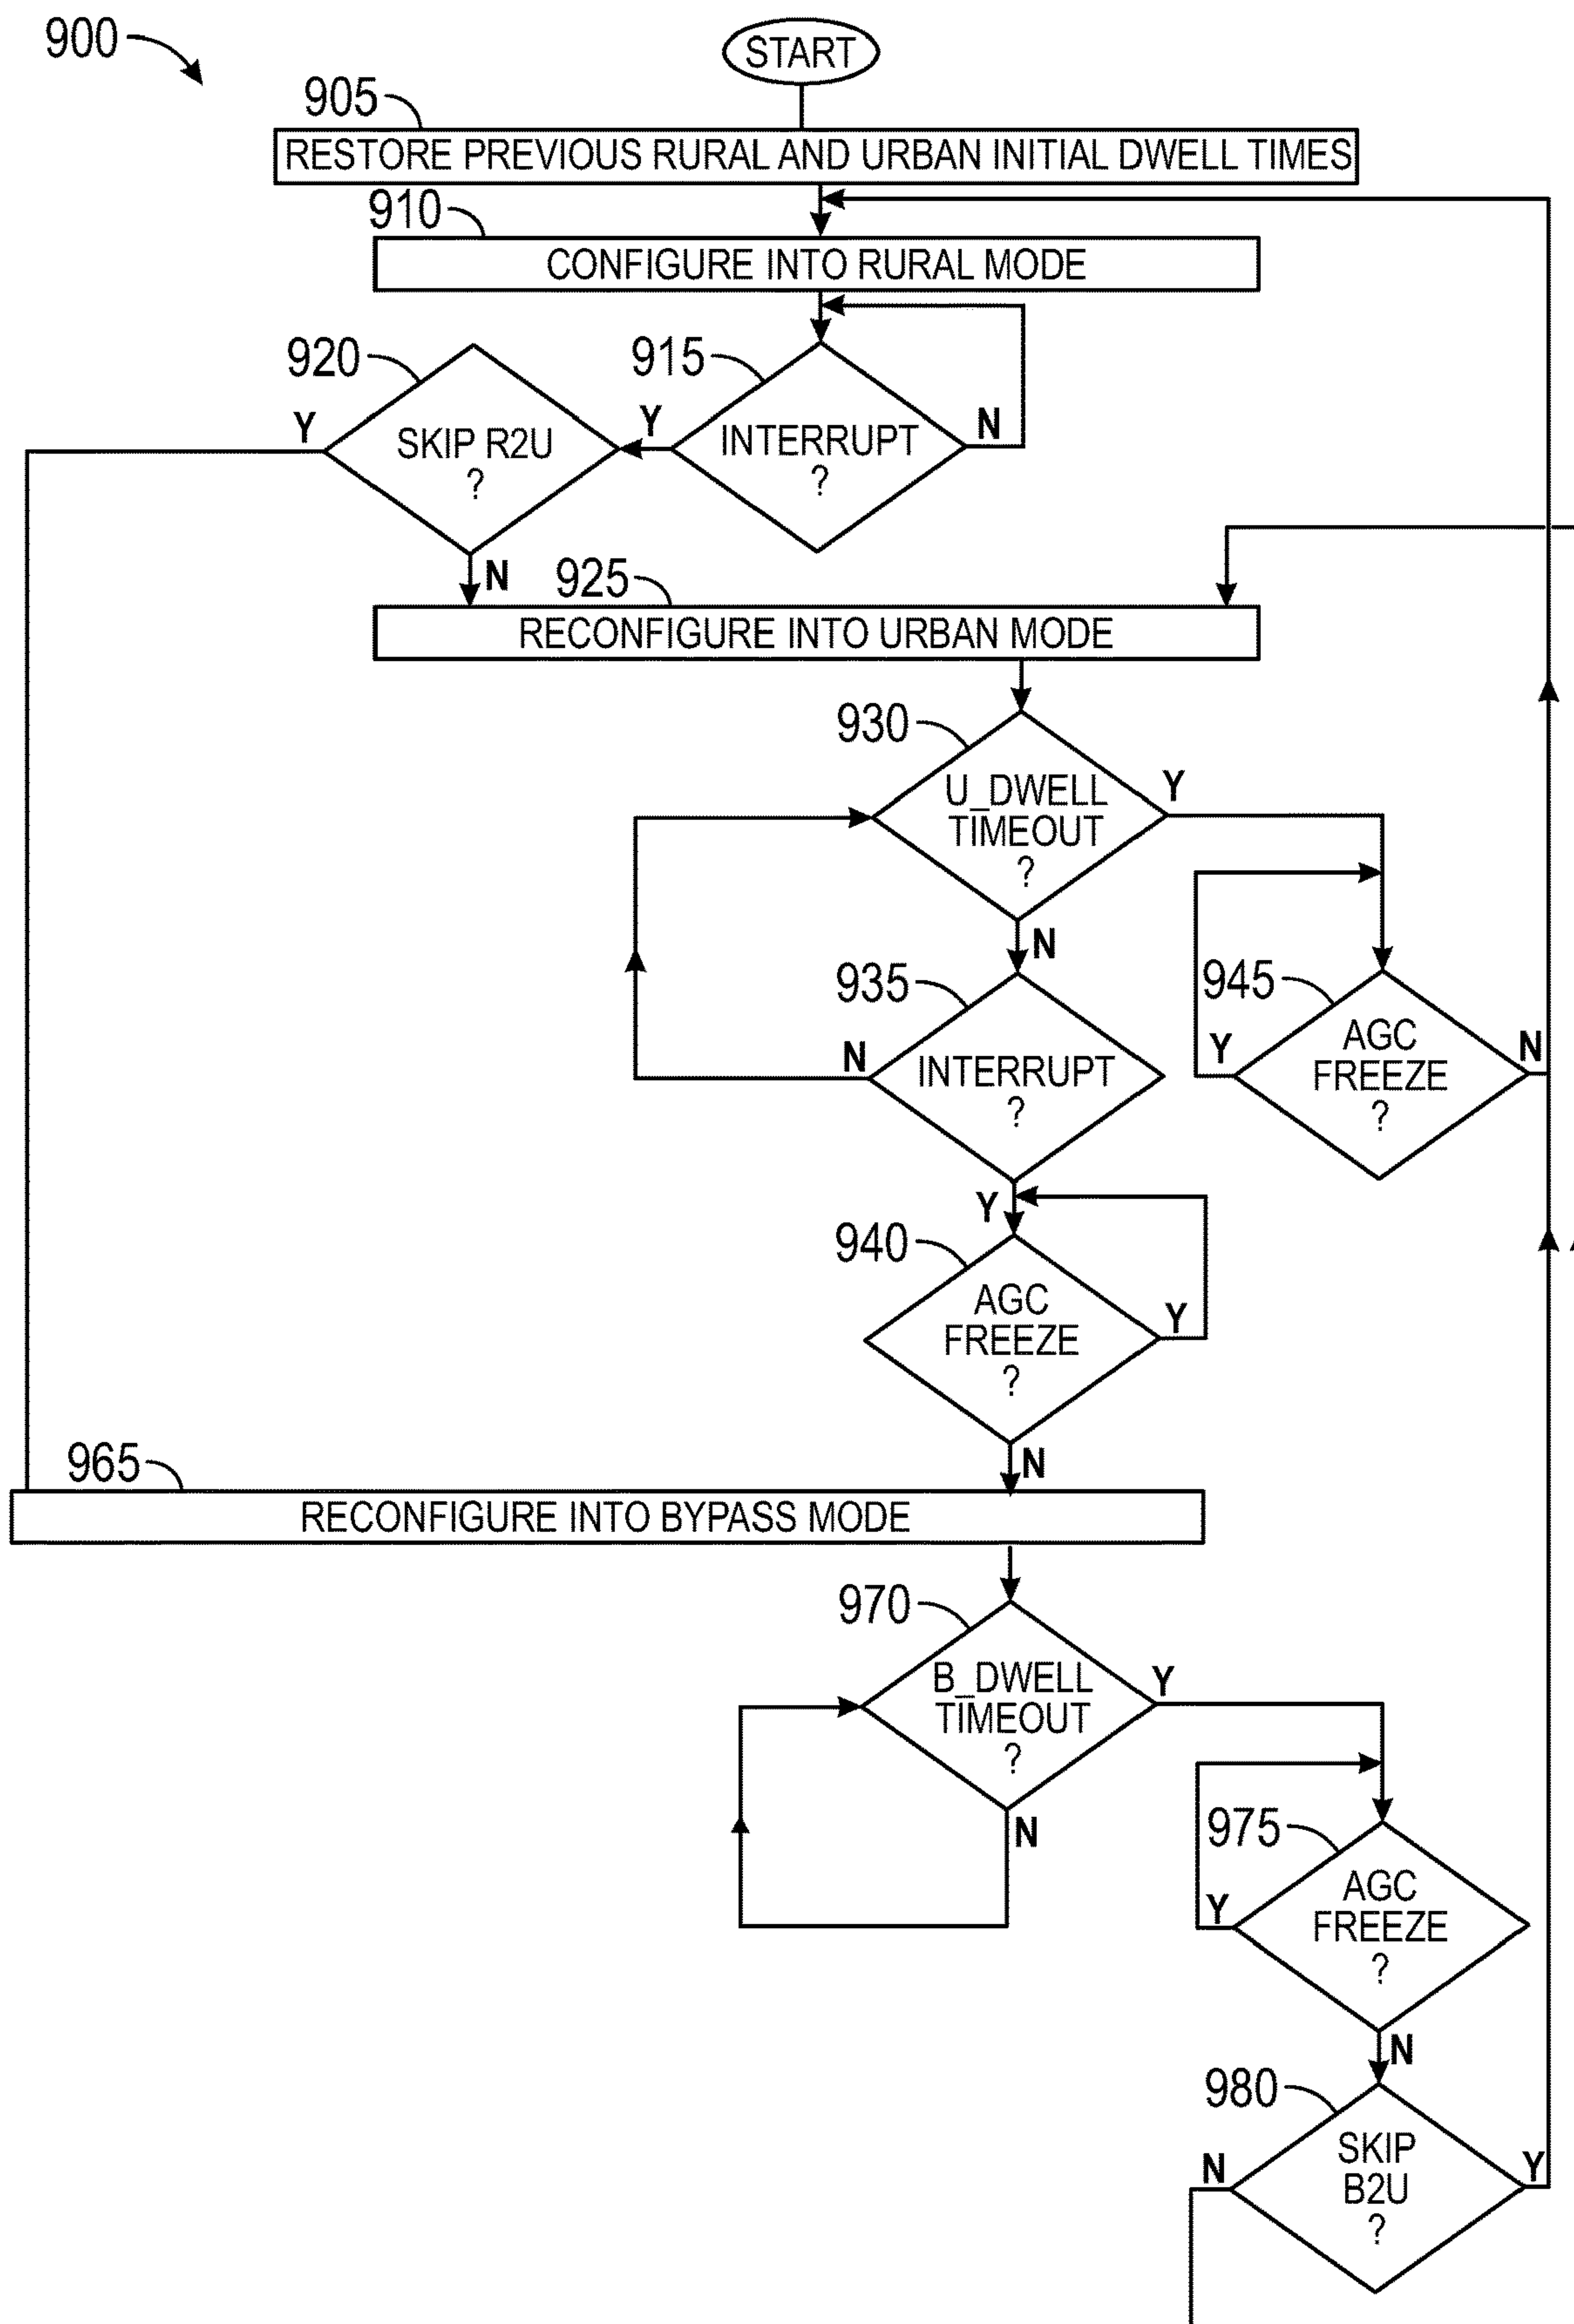 900
START
905
RESTORE PREVIOUS RURAL AND URBAN INITIAL DWELL TIMES
910
CONFIGURE INTO RURAL MODE
920
915
Y
SKIP R2U
?
Y
INTERRUPT
?
N
N
925
RECONFIGURE INTO URBAN MODE
930
U_DWELL
TIMEOUT
?
Y
N
935
945
N
INTERRUPT
?
Y
AGC
FREEZE
?
N
Y
940
AGC
FREEZE
?
Y
N
965
RECONFIGURE INTO BYPASS MODE
970
B_DWELL
TIMEOUT
?
Y
N
975
Y
AGC
FREEZE
?
N
980
N
SKIP
B2U
?
Y